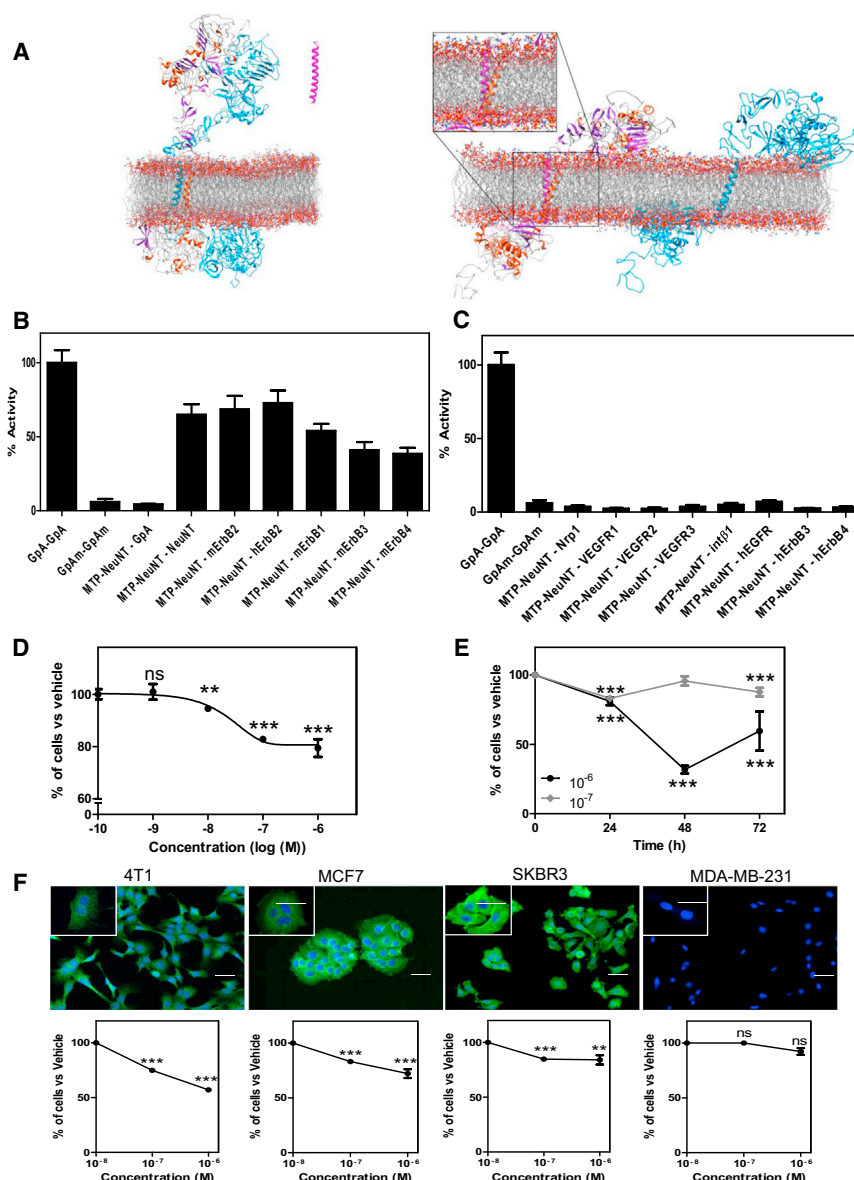 A
B
% Activity
100
50
0
GpA-GpA
GpAm-GpAm
MTP-NeuNT - GpA
MTP-NeuNT - NeuNT
MTP-NeuNT - mErbB2
MTP-NeuNT - hErbB2
MTP-NeuNT - mErbB1
MTP-NeuNT - mErbB3
MTP-NeuNT - mErbB4
C
% Activity
100
50
0
GpA-GpA
GpAm-GpAm
MTP-NeuNT - Nrp1
MTP-NeuNT - VEGFR1
MTP-NeuNT - VEGFR2
MTP-NeuNT - VEGFR3
MTP-NeuNT - intβ1
MTP-NeuNT - hEGFR
MTP-NeuNT - hErbB3
MTP-NeuNT - hErbB4
D
% of cells vs vehicle
100
80
60
0
ns
**
***
***
-10 -9 -8 -7 -6
Concentration (log (M))
E
% of cells vs vehicle
100
50
0
***
***
***
***
***
10⁻⁶
10⁻⁷
0 24 48 72
Time (h)
F
4T1 MCF7 SKBR3 MDA-MB-231
% of cells vs Vehicle
100
50
0
***
***
10⁻⁸ 10⁻⁷ 10⁻⁶
Concentration (M)
% of cells vs Vehicle
100
50
0
***
***
10⁻⁸ 10⁻⁷ 10⁻⁶
Concentration (M)
% of cells vs Vehicle
100
50
0
***
**
10⁻⁸ 10⁻⁷ 10⁻⁶
Concentration (M)
% of cells vs Vehicle
100
50
0
ns
ns
10⁻⁸ 10⁻⁷ 10⁻⁶
Concentration (M)